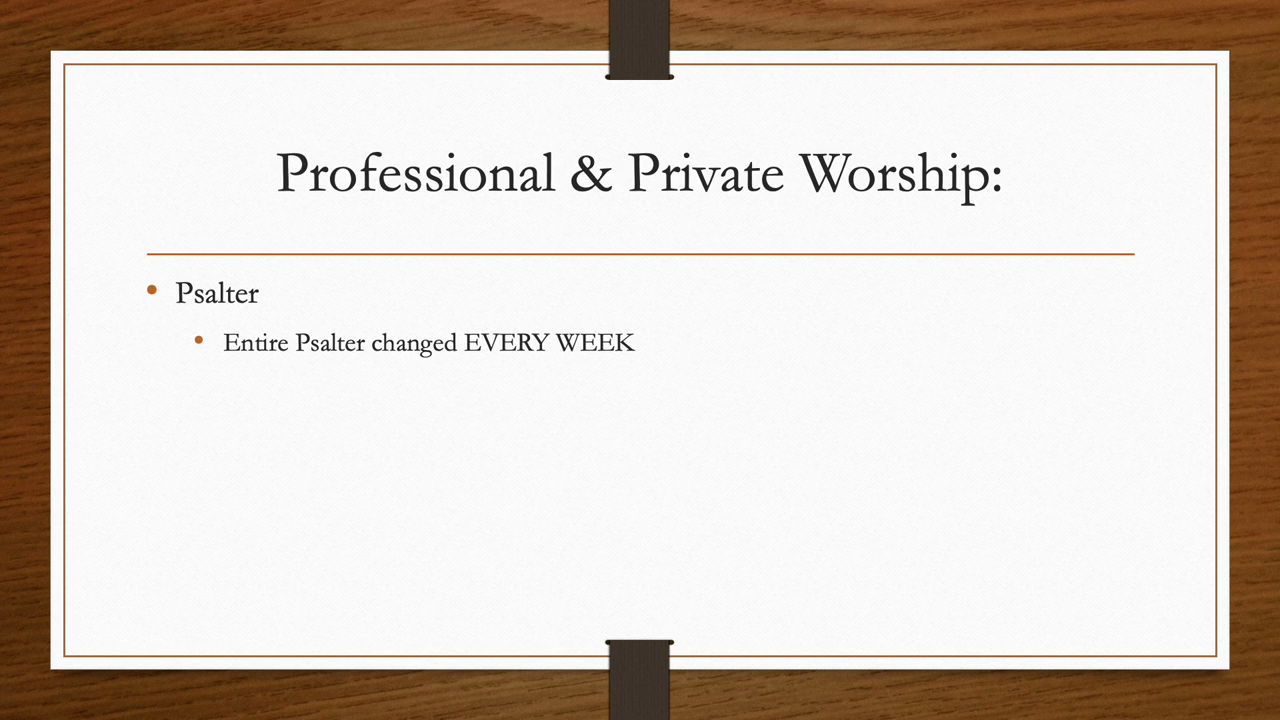 Professional & Private Worship:
• Psalter
• Entire Psalter changed EVERY WEEK